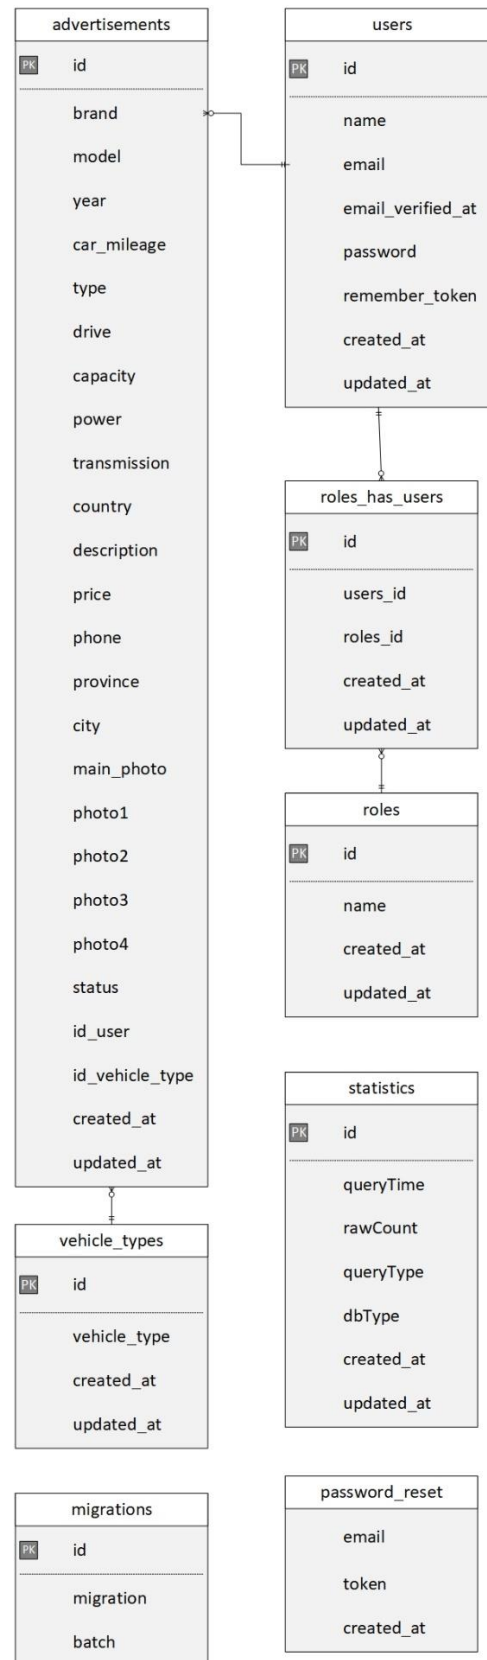 advertisements
PK id
brand
model
year
car_mileage
type
drive
capacity
power
transmission
country
description
price
phone
province
city
main_photo
photo1
photo2
photo3
photo4
status
id_user
id_vehicle_type
created_at
updated_at
vehicle_types
PK id
vehicle_type
created_at
updated_at
migrations
PK id
migration
batch
users
PK id
name
email
email_verified_at
password
remember_token
created_at
updated_at
roles_has_users
PK id
users_id
roles_id
created_at
updated_at
roles
PK id
name
created_at
updated_at
statistics
PK id
queryTime
rawCount
queryType
dbType
created_at
updated_at
password_reset
email
token
created_at